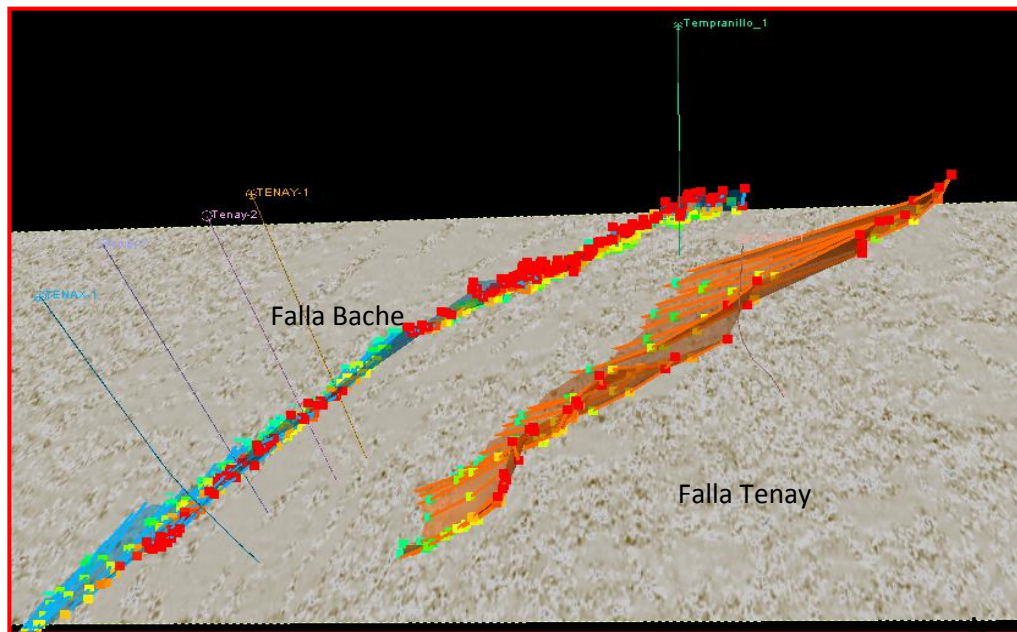 Tempranillo_1
TENAY-1
Tenay-2
TENAX-1
Falla Bache
Falla Tenay